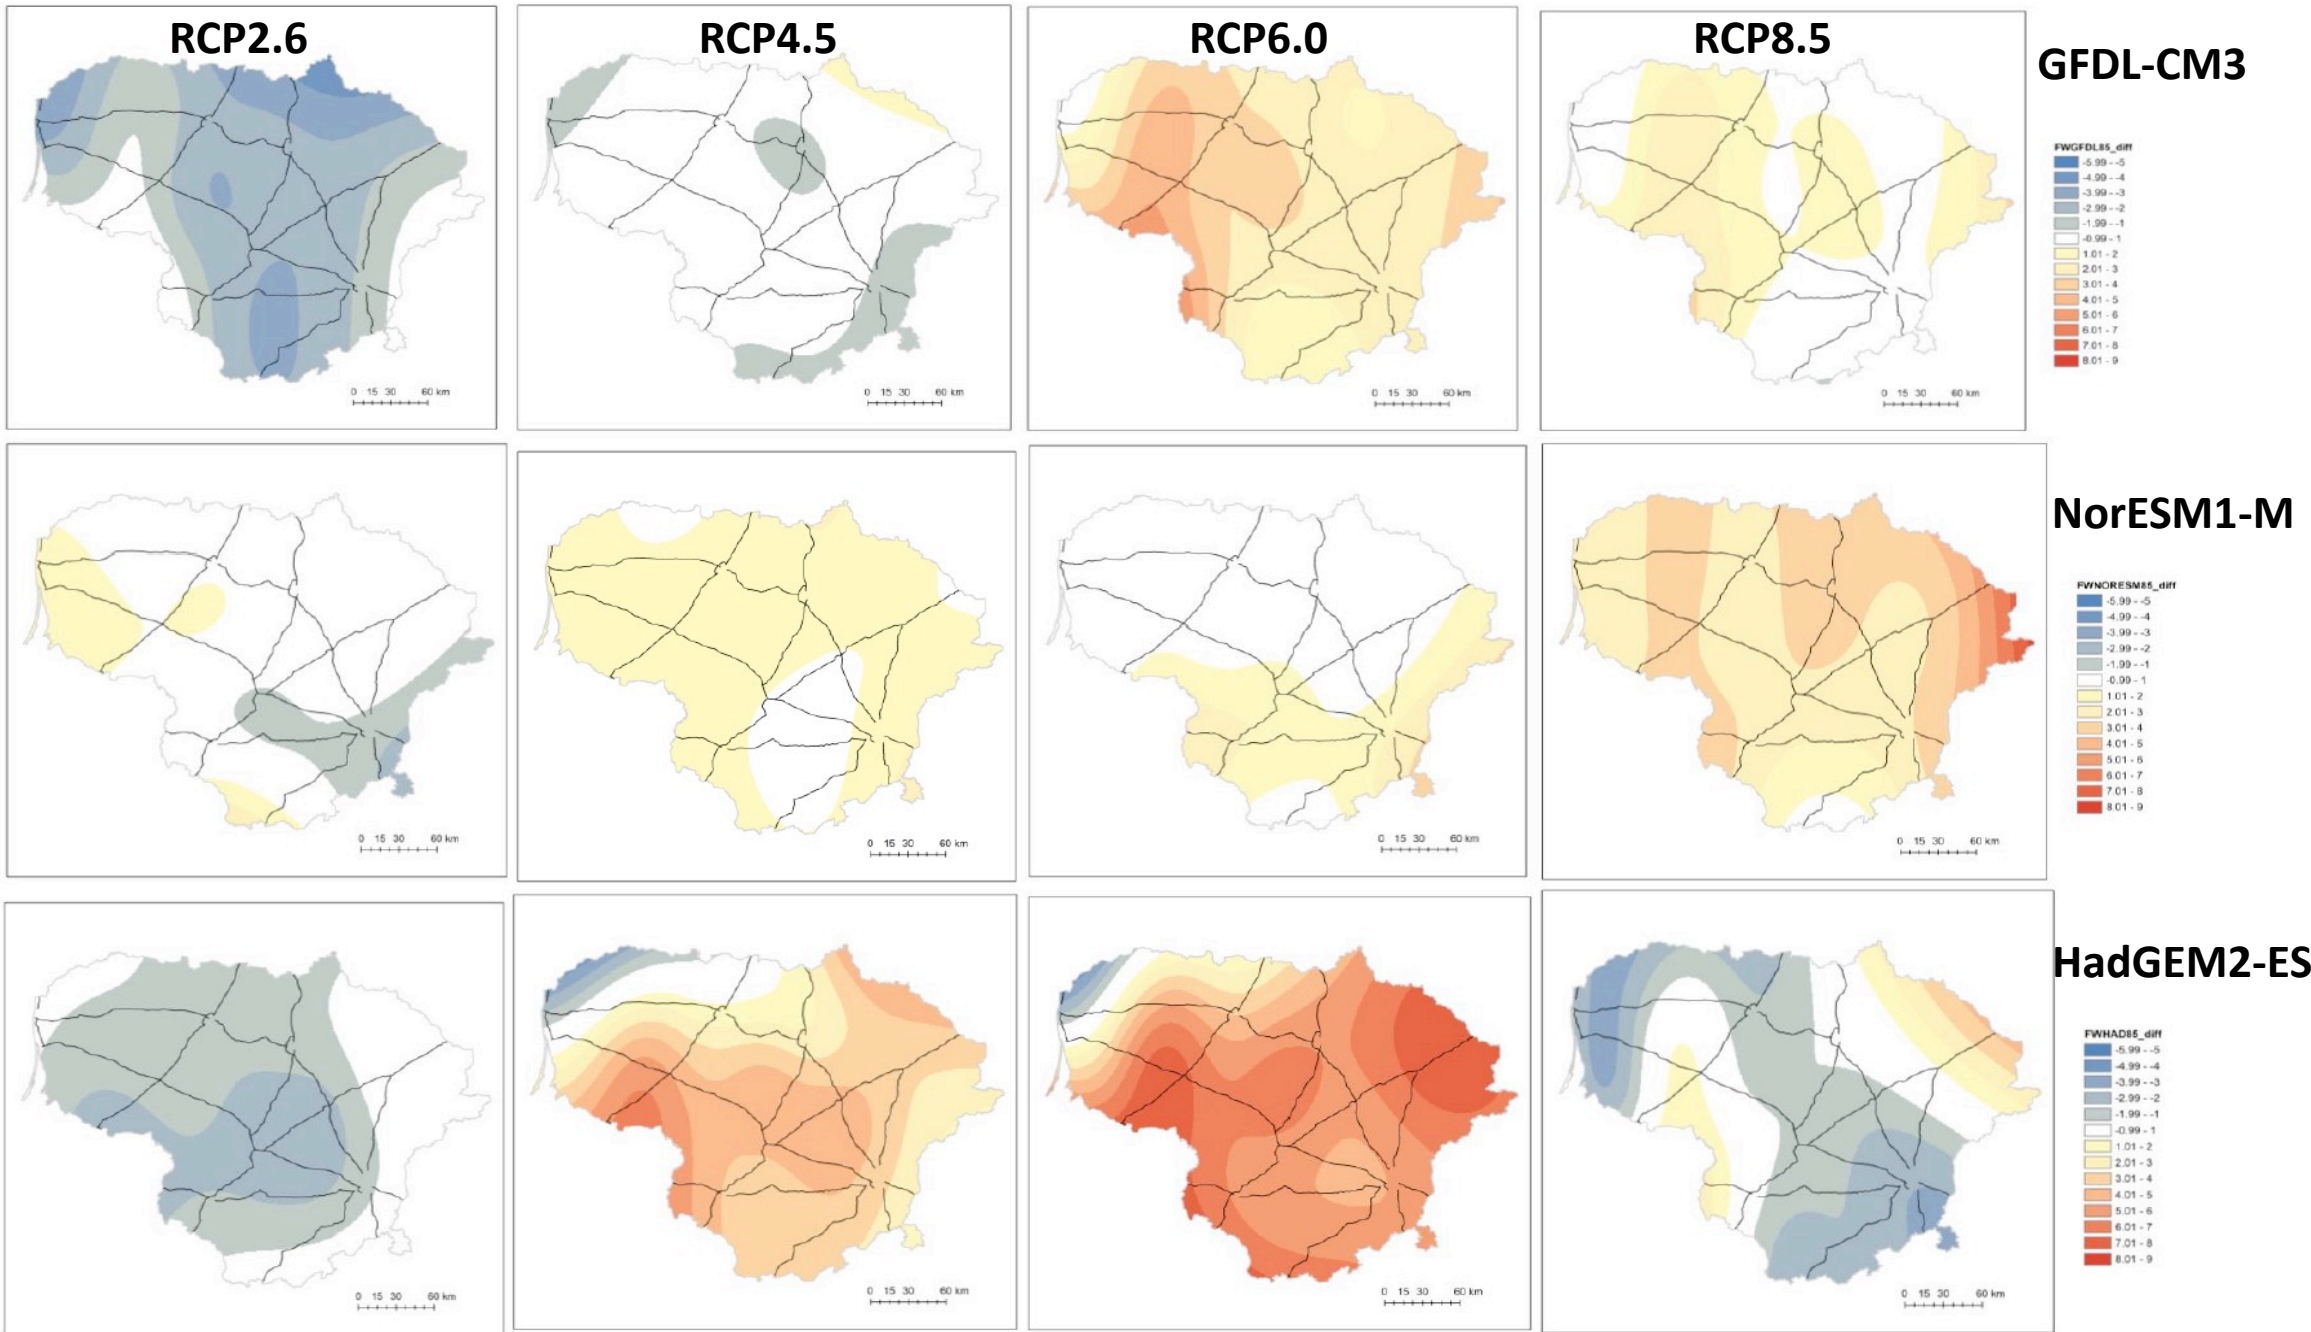 RCP2.6
RCP4.5
RCP6.0
RCP8.5
GFDL-CM3
FWGFDL85_diff
-5.99 - -5
-4.99 - -4
-3.99 - -3
-2.99 - -2
-1.99 - -1
-0.99 - 1
1.01 - 2
2.01 - 3
3.01 - 4
4.01 - 5
5.01 - 6
6.01 - 7
7.01 - 8
8.01 - 9
0 15 30 60 km
0 15 30 60 km
0 15 30 60 km
0 15 30 60 km
NorESM1-M
FWNORESM85_diff
-5.99 - -5
-4.99 - -4
-3.99 - -3
-2.99 - -2
-1.99 - -1
-0.99 - 1
1.01 - 2
2.01 - 3
3.01 - 4
4.01 - 5
5.01 - 6
6.01 - 7
7.01 - 8
8.01 - 9
0 15 30 60 km
0 15 30 60 km
0 15 30 60 km
0 15 30 60 km
HadGEM2-ES
FWHAD85_diff
-5.99 - -5
-4.99 - -4
-3.99 - -3
-2.99 - -2
-1.99 - -1
-0.99 - 1
1.01 - 2
2.01 - 3
3.01 - 4
4.01 - 5
5.01 - 6
6.01 - 7
7.01 - 8
8.01 - 9
0 15 30 60 km
0 15 30 60 km
0 15 30 60 km
0 15 30 60 km